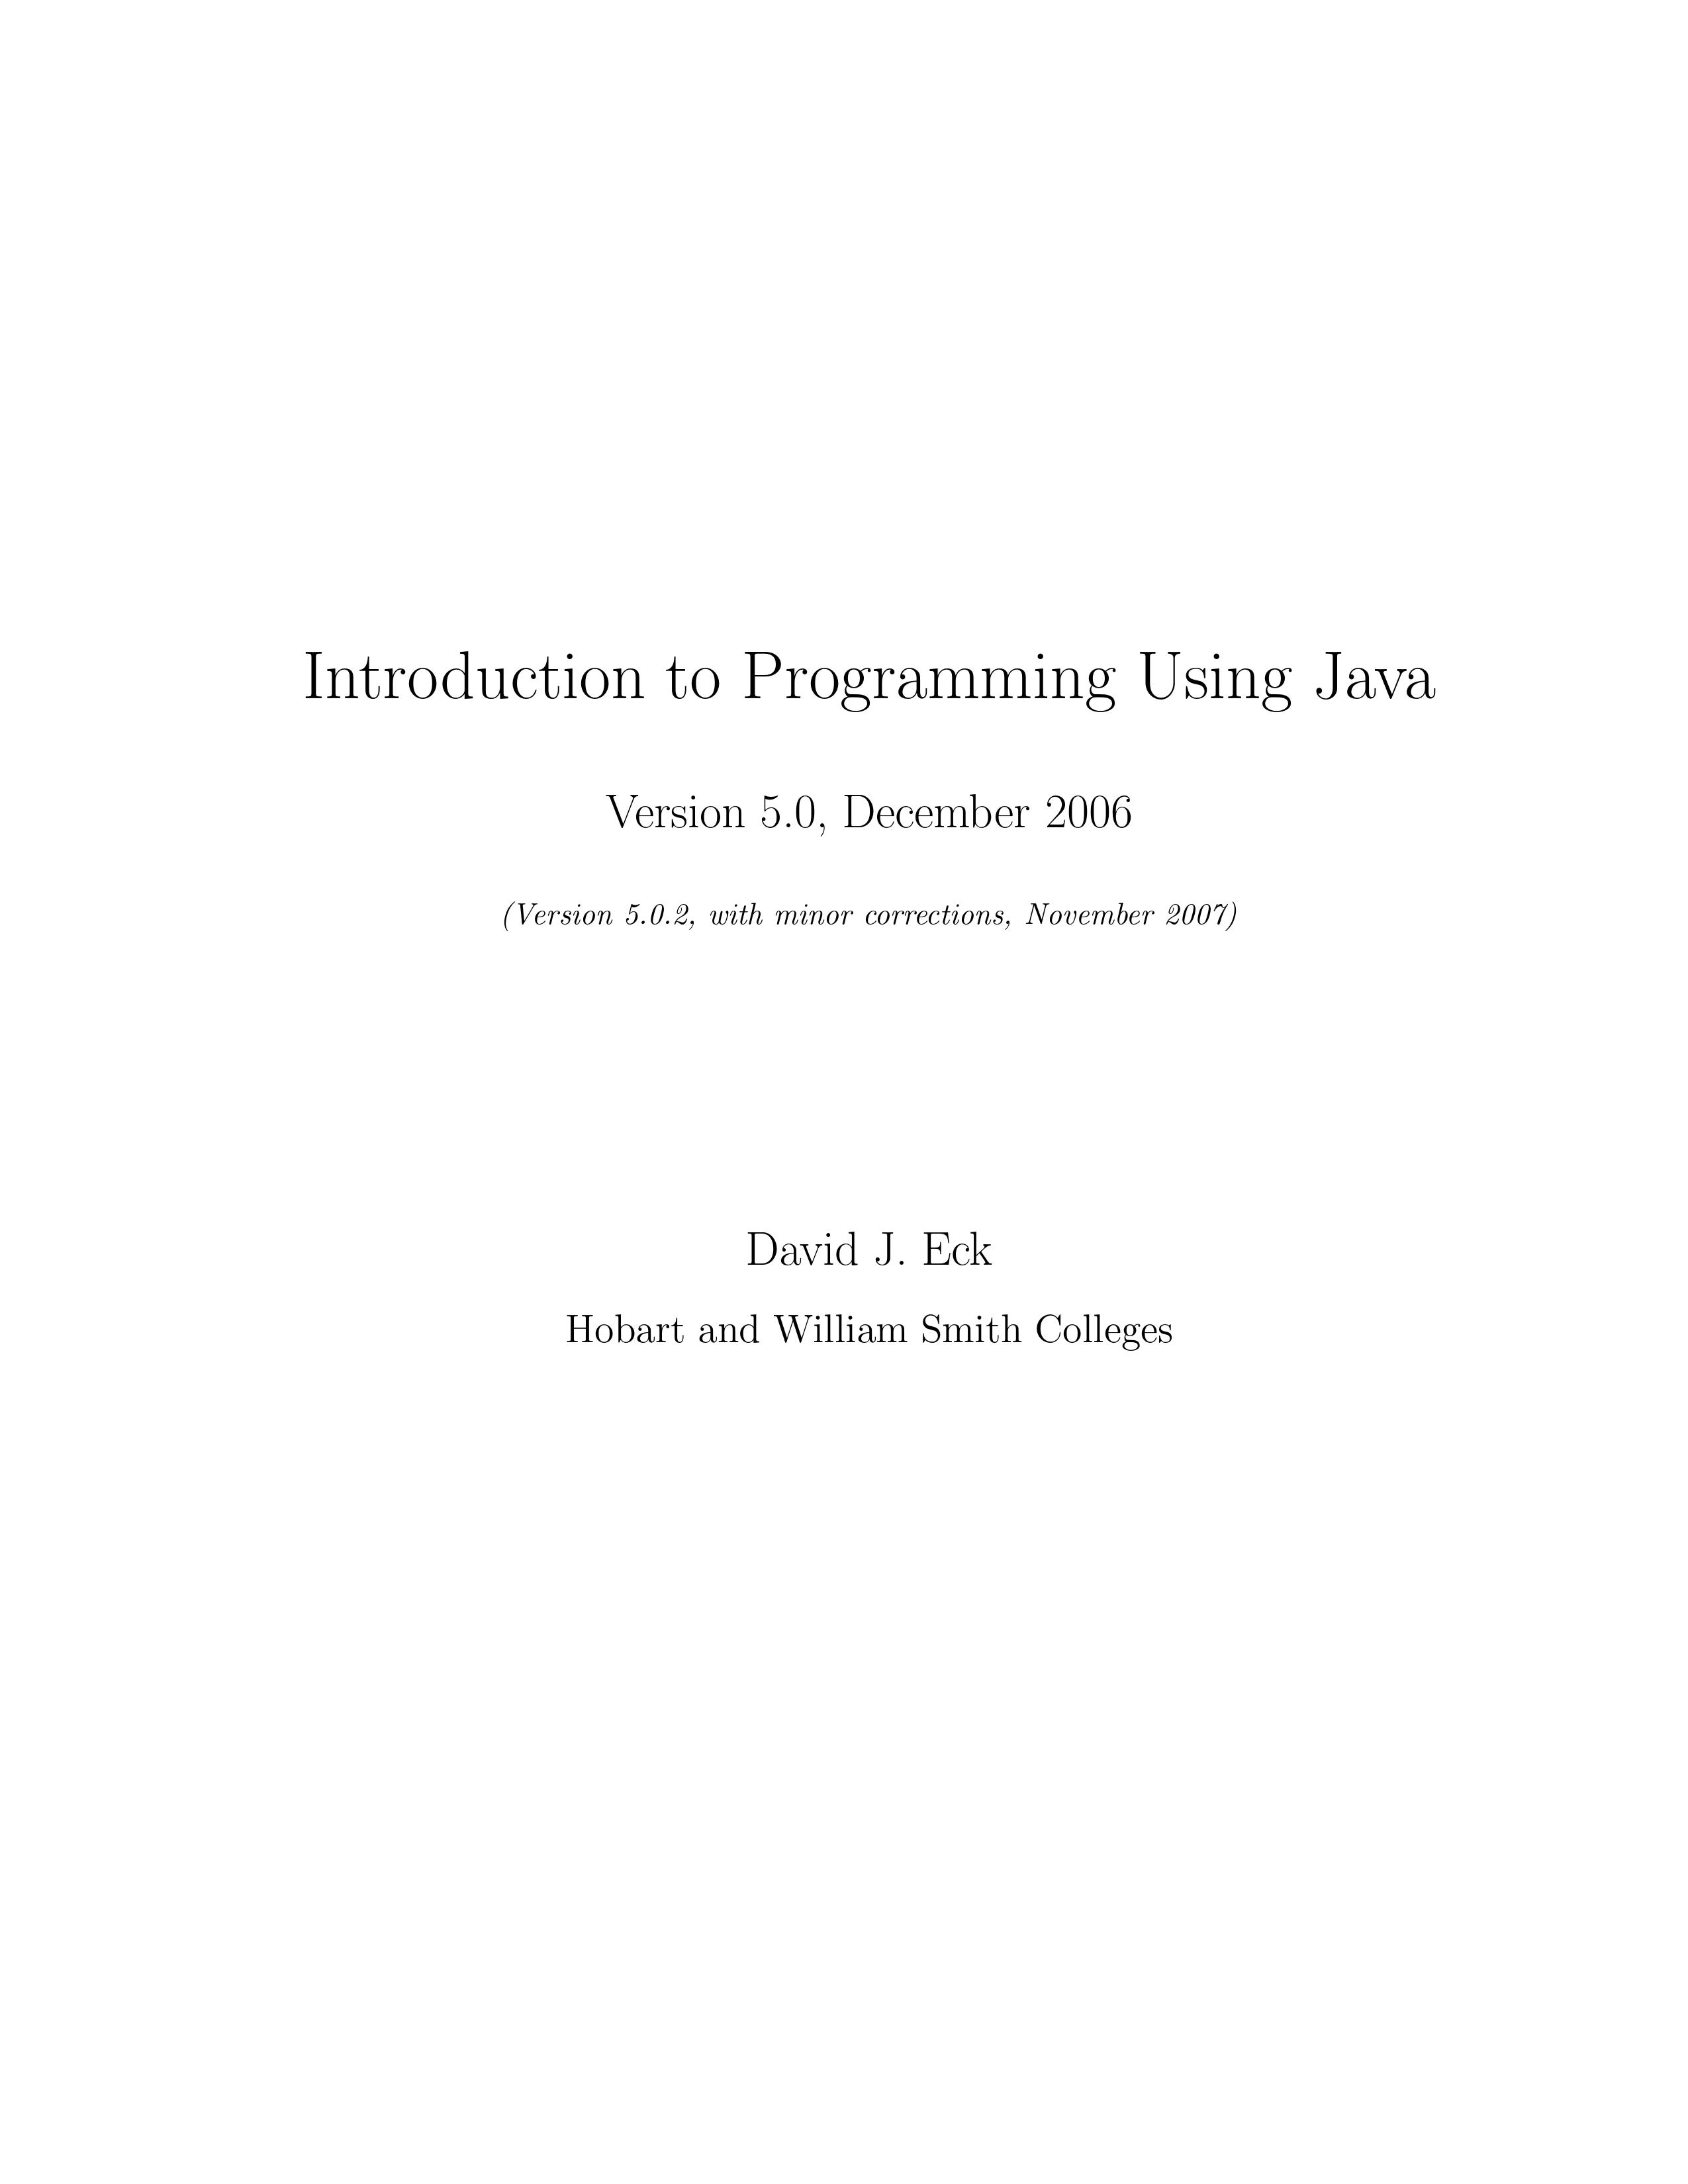 Introduction to Programming Using Java
Version 5.0, December 2006
(Version 5.0.2, with minor corrections, November 2007)
David J. Eck
Hobart and William Smith Colleges